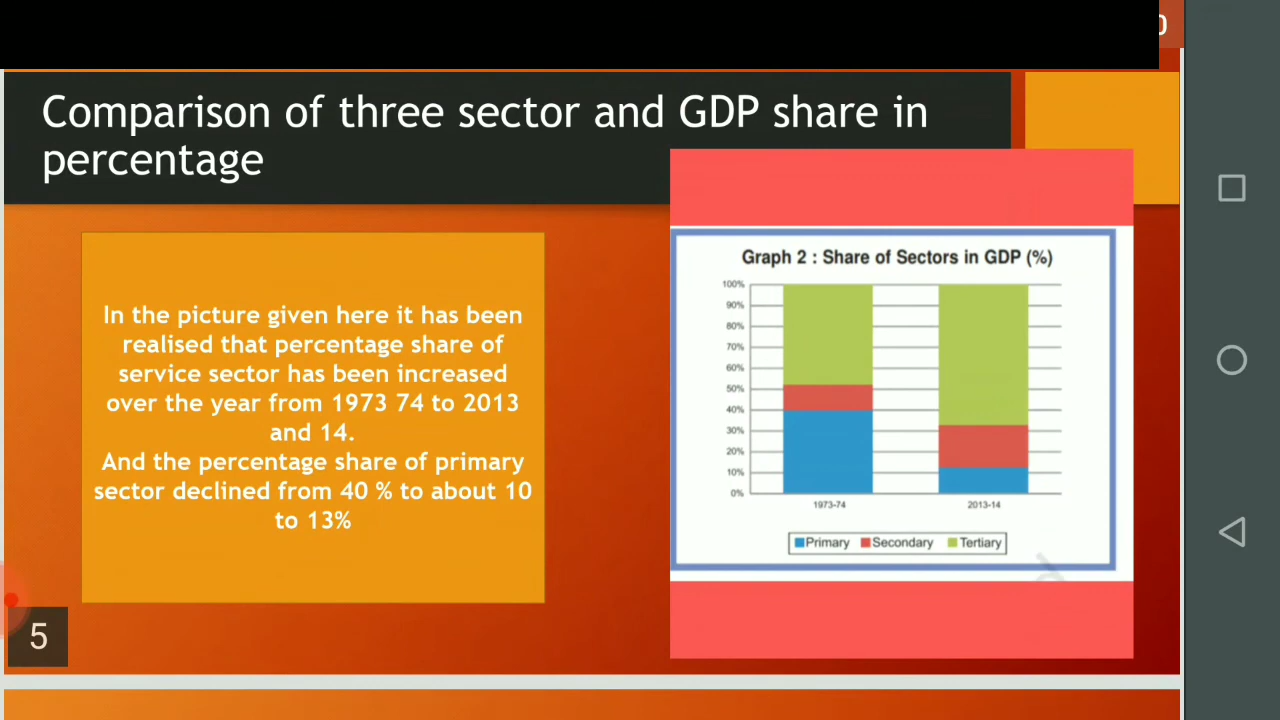 Comparison of three sector and GDP share in
percentage
In the picture given here it has been
realised that percentage share of
service sector has been increased
over the year from 1973 74 to 2013
and 14.
And the percentage share of primary
sector declined from 40 % to about 10
to 13%
Graph 2 : Share of Sectors in GDP (%)
100%
90%
80%
70%
60%
50%
40%
30%
20%
10%
0%
1973-74 2013-14
Primary Secondary Tertiary
5